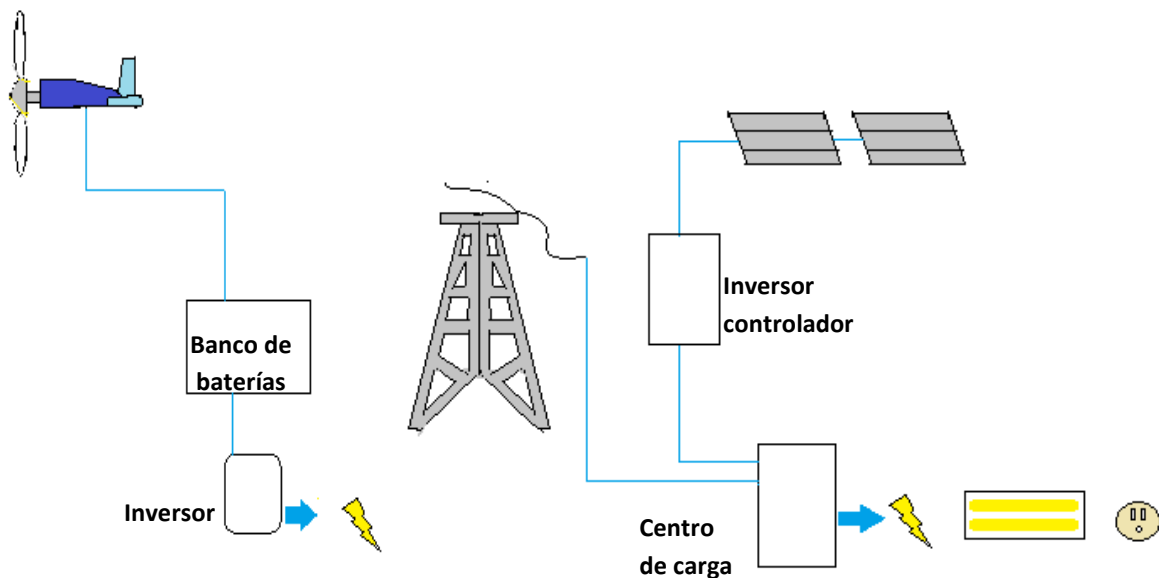 Banco de
baterías
Inversor
Inversor
controlador
Centro
de carga